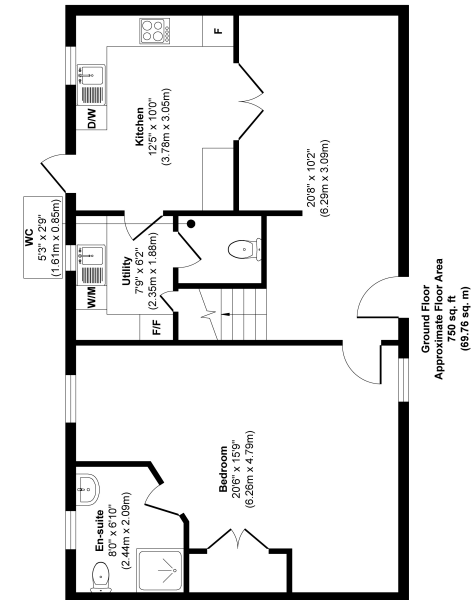 F
D/W
Kitchen
12'5" x 10'0"
(3.78m x 3.05m)
20'8" x 10'2"
(6.29m x 3.09m)
WC
5'3" x 2'9"
(1.61m x 0.85m)
W/M
Utility
7'9" x 6'2"
(2.35m x 1.88m)
F/F
Bedroom
20'6" x 15'9"
(6.26m x 4.79m)
En-suite
8'0" x 6'10"
(2.44m x 2.09m)
Ground Floor
Approximate Floor Area
750 sq. ft
(69.76 sq. m)